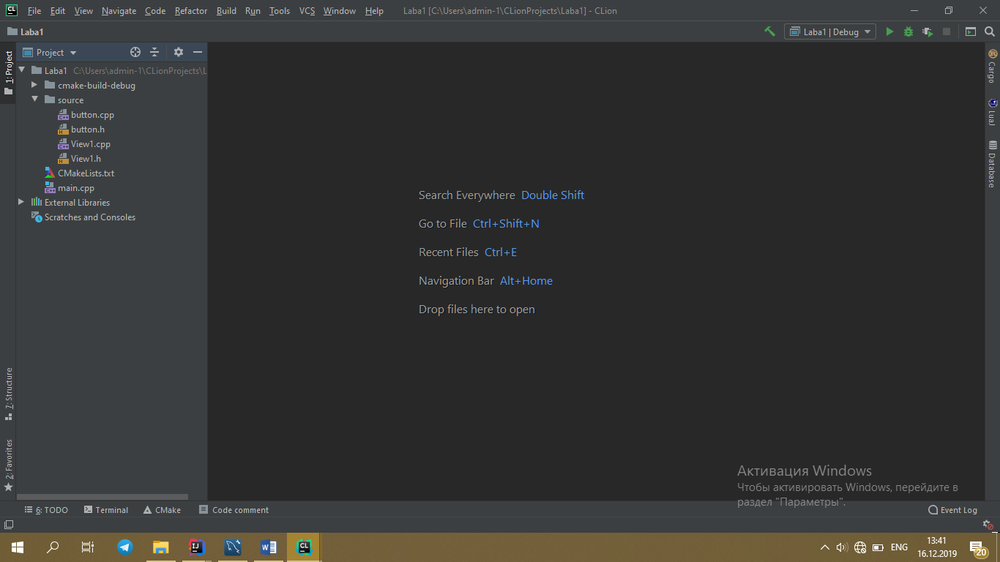 File Edit View Navigate Code Refactor Build Run Tools VCS Window Help Laba1 [C:\Users\admin-1\CLionProjects\Laba1] - CLion
Laba1
Laba1 | Debug
Project
Laba1 C:\Users\admin-1\CLionProjects\L
cmake-build-debug
source
button.cpp
button.h
View1.cpp
View1.h
CMakeLists.txt
main.cpp
External Libraries
Scratches and Consoles
1: Project
7: Structure
2: Favorites
Search Everywhere Double Shift
Go to File Ctrl+Shift+N
Recent Files Ctrl+E
Navigation Bar Alt+Home
Drop files here to open
Cargo
LuaJ
Database
Активация Windows
Чтобы активировать Windows, перейдите в
раздел "Параметры".
6: TODO Terminal CMake Code comment Event Log
ENG
13:41
16.12.2019
20